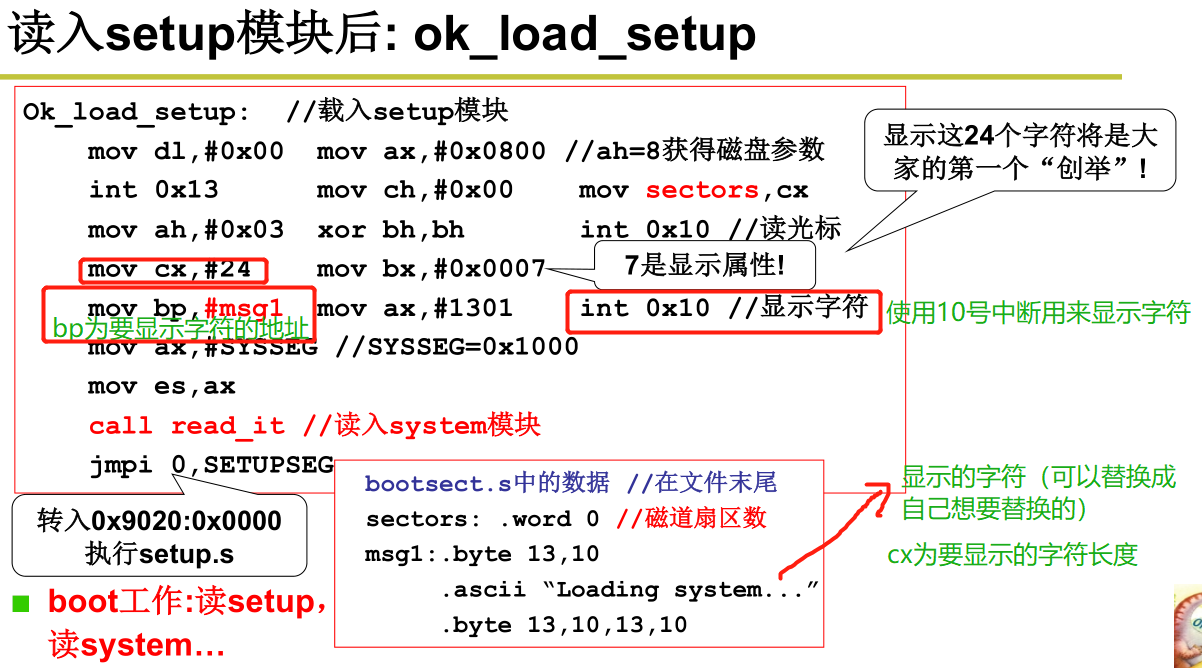 读入setup模块后: ok_load_setup
Ok_load_setup: //载入setup模块
mov dl,#0x00 mov ax,#0x0800 //ah=8获得磁盘参数
int 0x13 mov ch,#0x00 mov sectors,cx
mov ah,#0x03 xor bh,bh int 0x10 //读光标
mov cx,#24 mov bx,#0x0007
mov bp,#msg1 mov ax,#1301 int 0x10 //显示字符
mov ax,#SYSSEG //SYSSEG=0x1000
mov es,ax
call read_it //读入system模块
jmpi 0,SETUPSEG
显示这24个字符将是大
家的第一个“创举”!
7是显示属性!
bp为要显示字符的地址
使用10号中断用来显示字符
转入0x9020:0x0000
执行setup.s
bootsect.s中的数据 //在文件末尾
sectors: .word 0 //磁道扇区数
msg1:.byte 13,10
.ascii “Loading system...”
.byte 13,10,13,10
显示的字符（可以替换成
自己想要替换的）
cx为要显示的字符长度
boot工作:读setup，
读system…